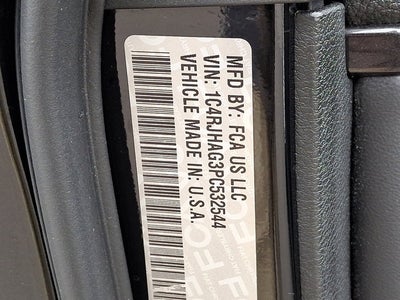 MFD BY: FCA US LLC
VIN: 1C4RJHAG3PC532544
VEHICLE MADE IN: U.S.A